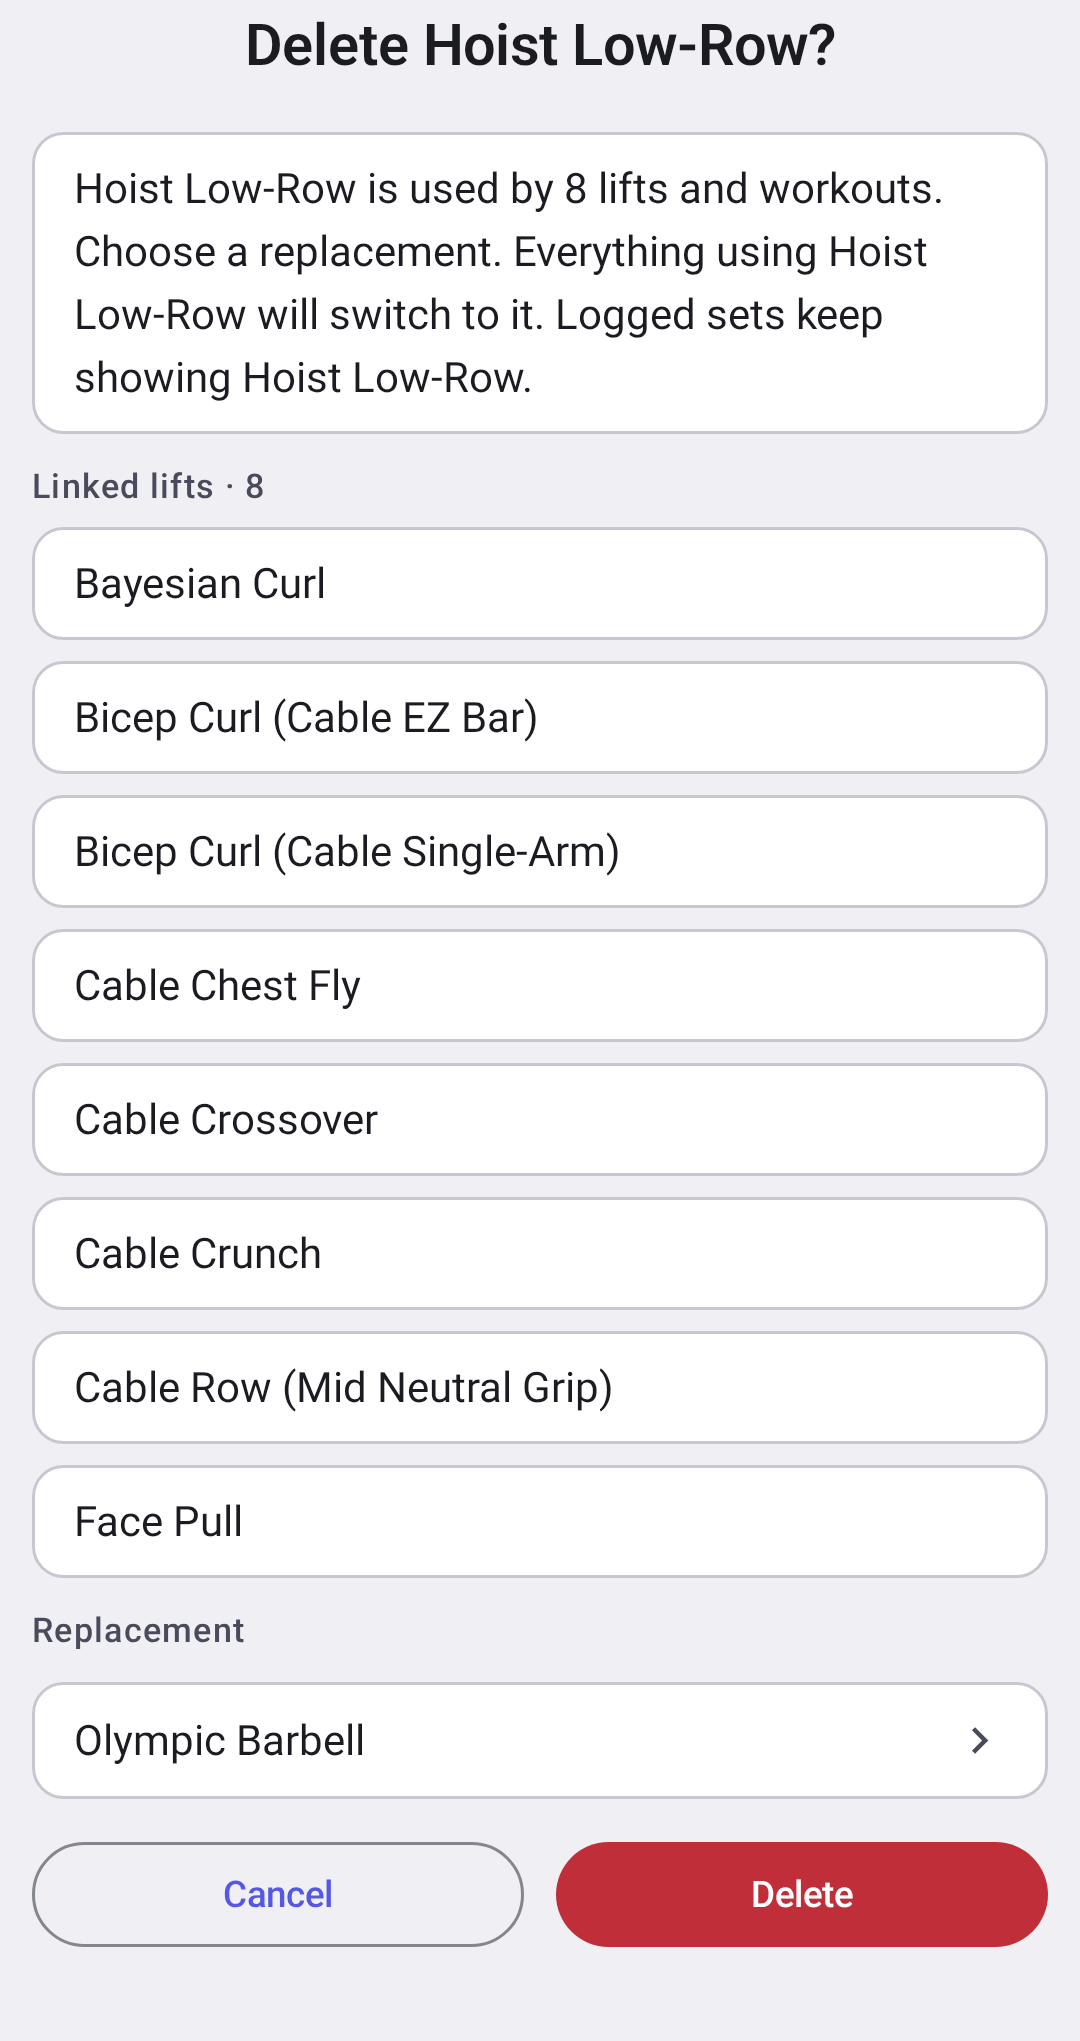 Delete Hoist Low-Row?
Hoist Low-Row is used by 8 lifts and workouts.
Choose a replacement. Everything using Hoist
Low-Row will switch to it. Logged sets keep
showing Hoist Low-Row.
Linked lifts · 8
Bayesian Curl
Bicep Curl (Cable EZ Bar)
Bicep Curl (Cable Single-Arm)
Cable Chest Fly
Cable Crossover
Cable Crunch
Cable Row (Mid Neutral Grip)
Face Pull
Replacement
Olympic Barbell
Cancel
Delete